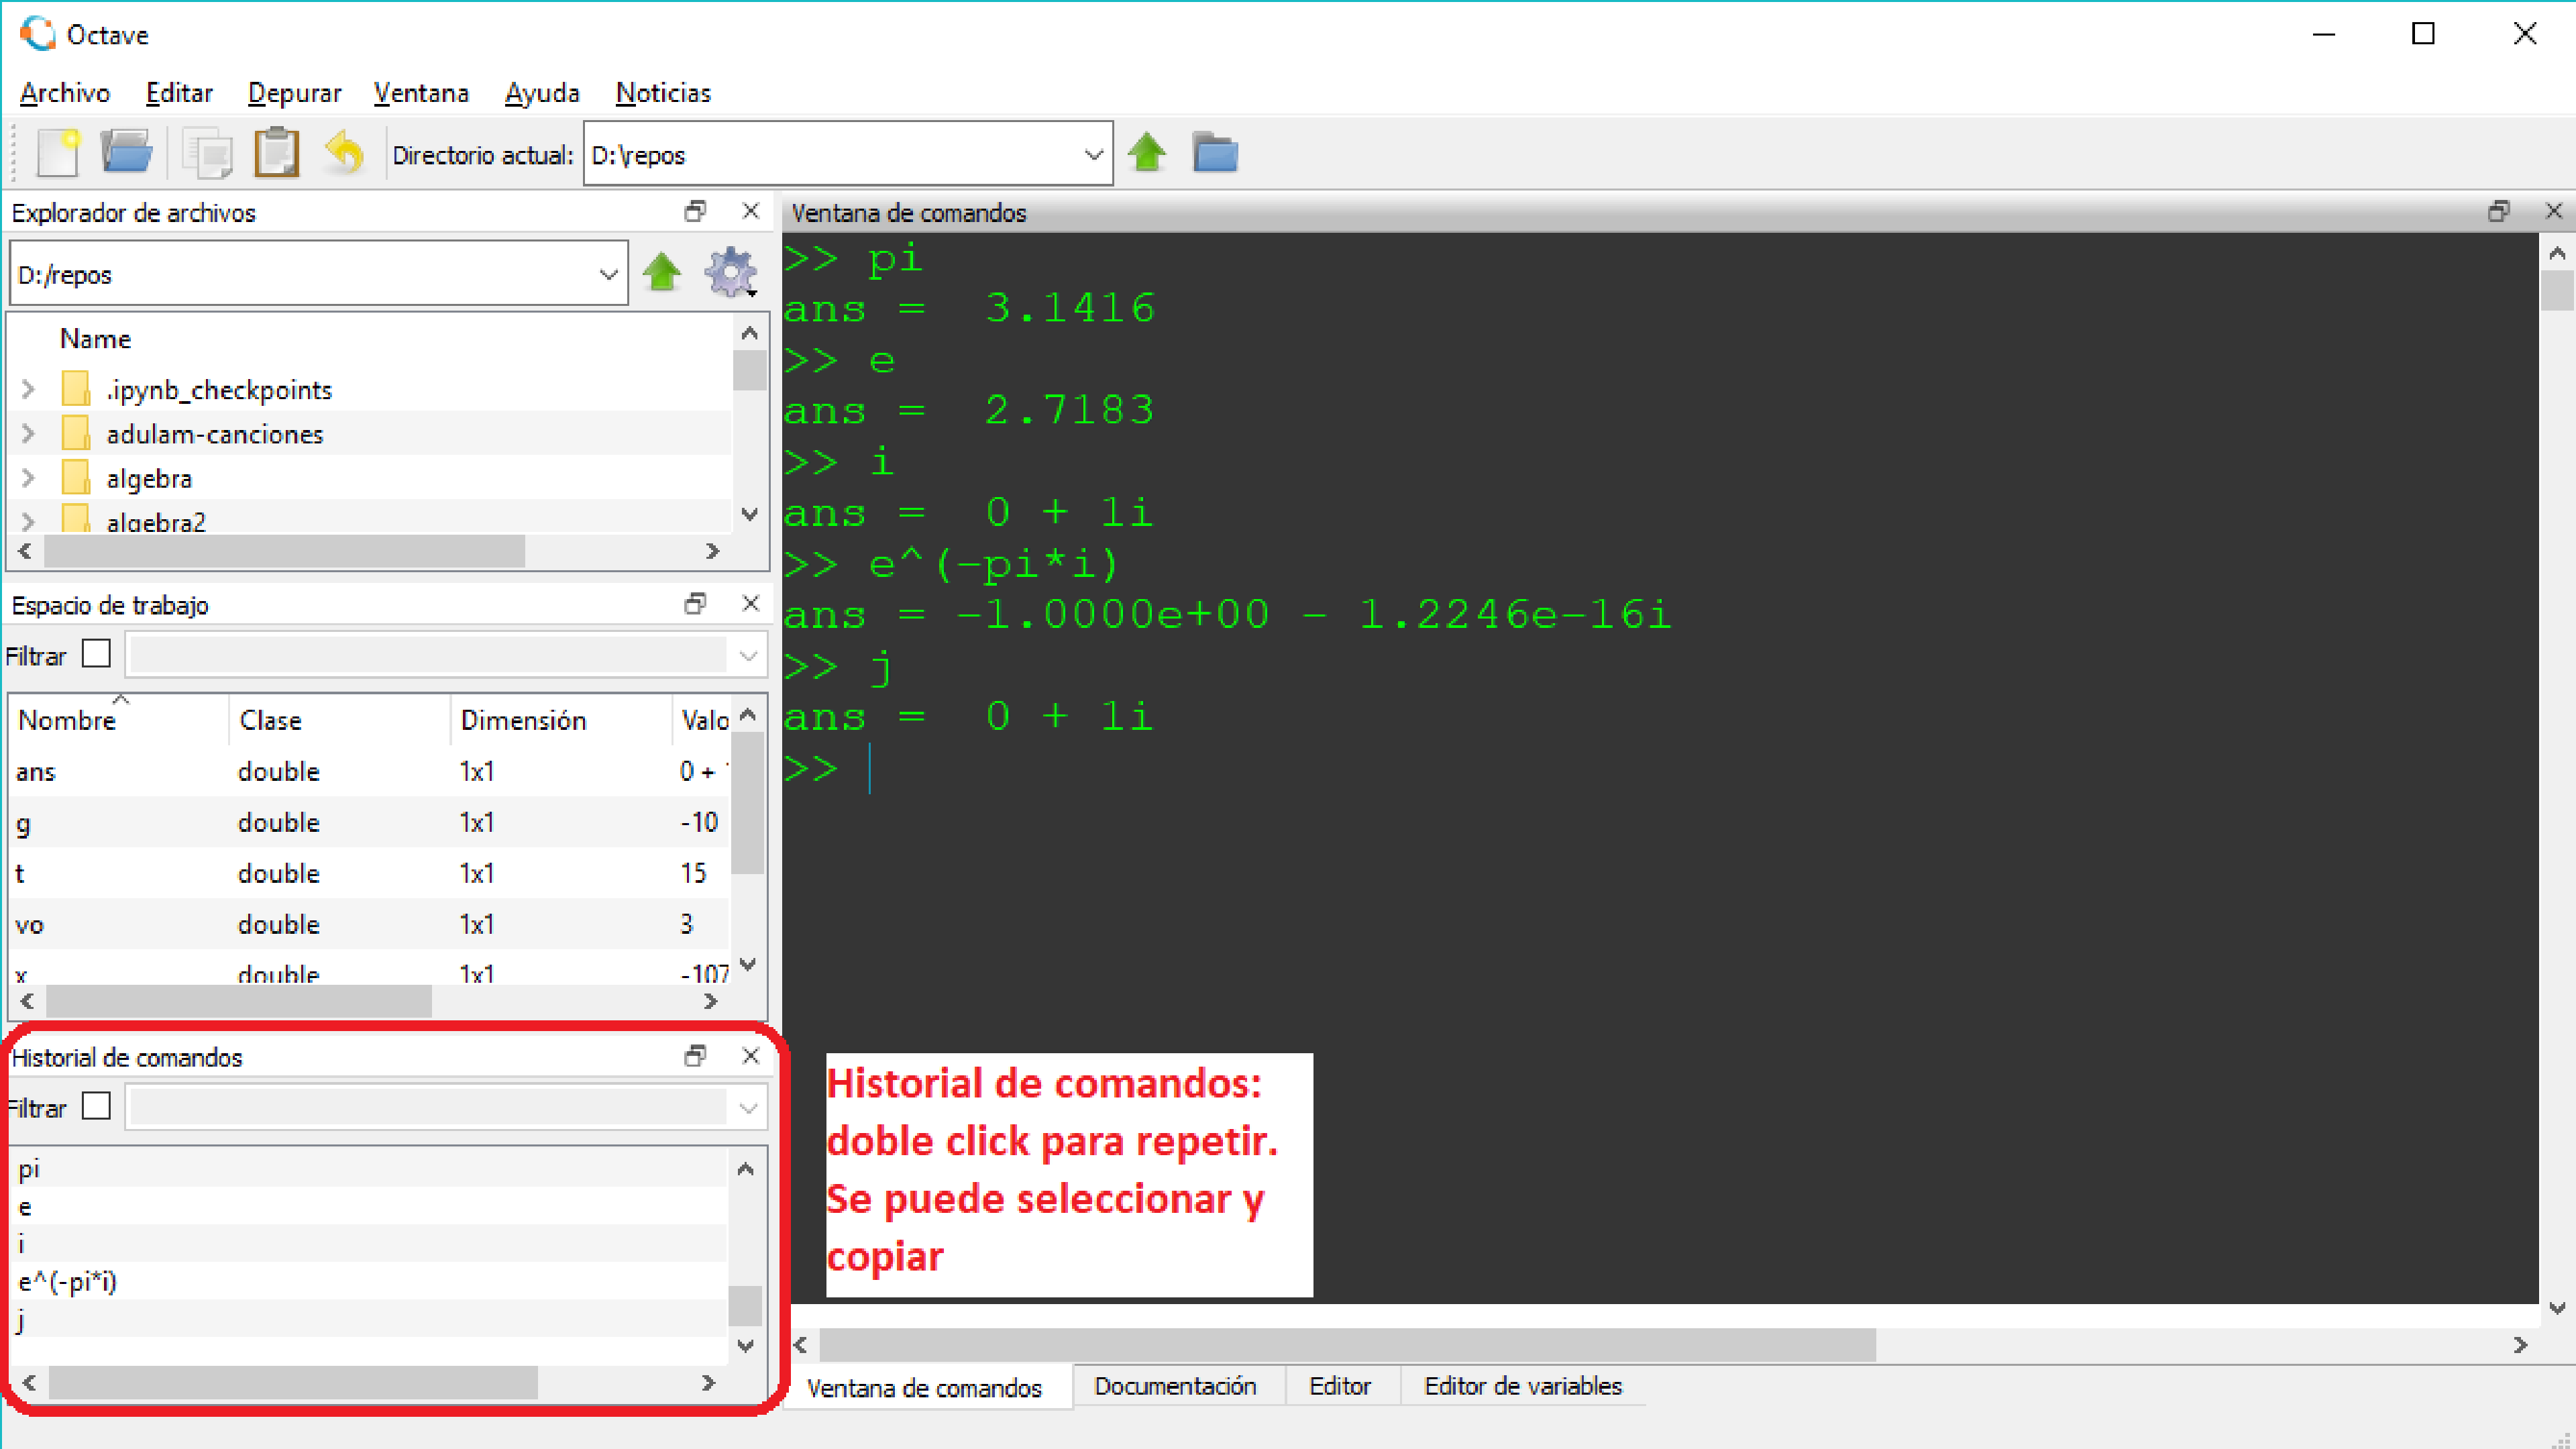 Octave
Archivo Editar Depurar Ventana Ayuda Noticias
Directorio actual: D:\repos
Explorador de archivos
D:/repos
Name
.ipynb_checkpoints
adulam-canciones
algebra
algebra2
Espacio de trabajo
Filtrar
Nombre Clase Dimensión Valo
ans double 1x1 0 +
g double 1x1 -10
t double 1x1 15
vo double 1x1 3
x double 1x1 -107
Historial de comandos
Filtrar
pi
e
i
e^(-pi*i)
j
Ventana de comandos
>> pi
ans =  3.1416
>> e
ans =  2.7183
>> i
ans =  0 + 1i
>> e^(-pi*i)
ans = -1.0000e+00 - 1.2246e-16i
>> j
ans =  0 + 1i
>>
Historial de comandos:
doble click para repetir.
Se puede seleccionar y
copiar
Ventana de comandos Documentación Editor Editor de variables